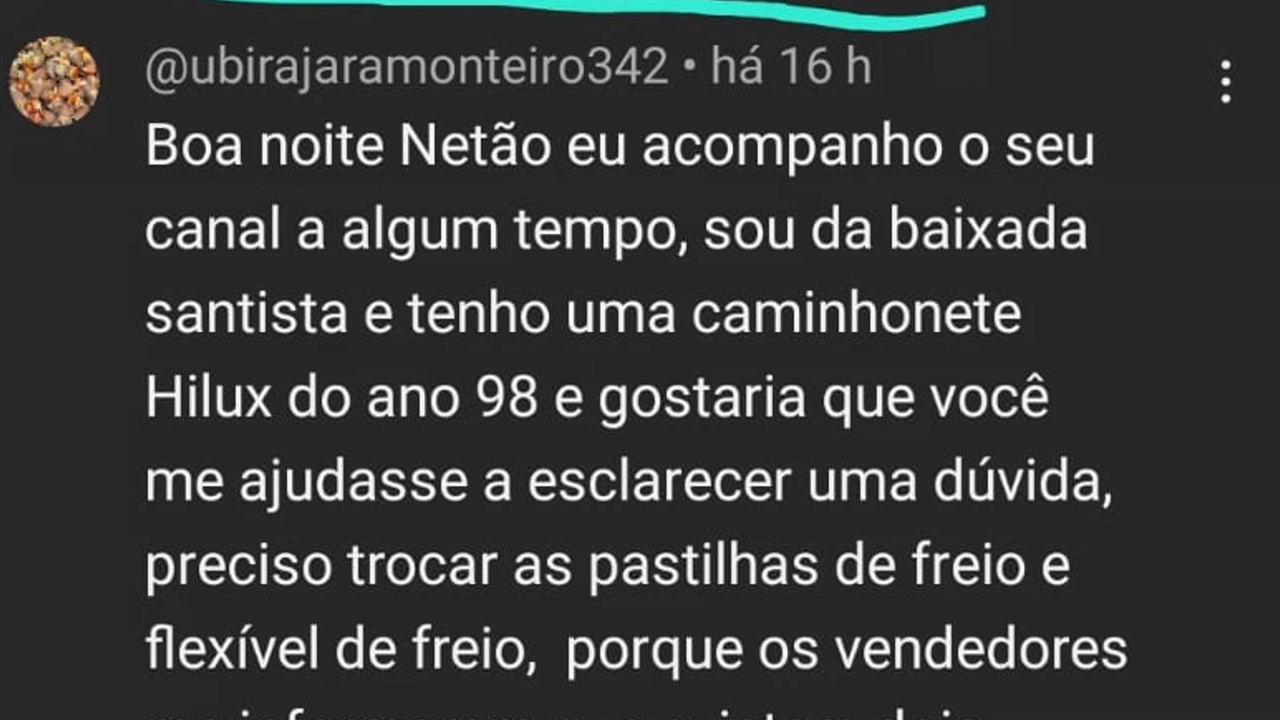 @ubirajaramonteiro342 • há 16 h
Boa noite Netão eu acompanho o seu
canal a algum tempo, sou da baixada
santista e tenho uma caminhonete
Hilux do ano 98 e gostaria que você
me ajudasse a esclarecer uma dúvida,
preciso trocar as pastilhas de freio e
flexível de freio,  porque os vendedores